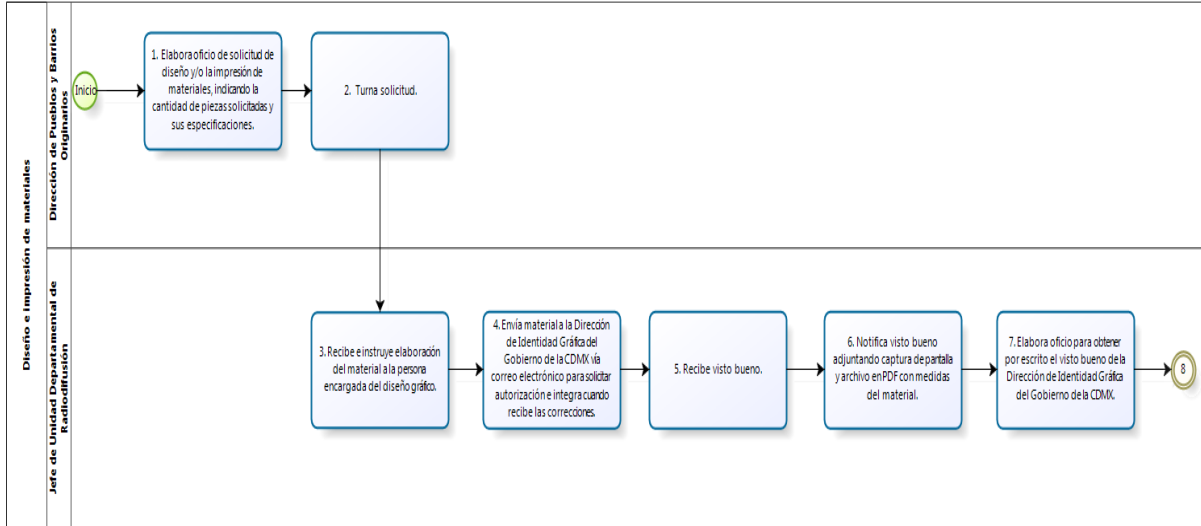 Diseño e impresión de materiales
Dirección de Pueblos y Barrios
Originarios
Inicio
1. Elabora oficio de solicitud de
diseño y/o la impresión de
materiales, indicando la
cantidad de piezas solicitadas y
sus especificaciones.
2. Turna solicitud.
Jefe de Unidad Departamental de
Radiodifusión
3. Recibe e instruye elaboración
del material a la persona
encargada del diseño gráfico.
4. Envía material a la Dirección
de Identidad Gráfica del
Gobierno de la CDMX vía
correo electrónico para solicitar
autorización e integra cuando
recibe las correcciones.
5. Recibe visto bueno.
6. Notifica visto bueno
adjuntando captura de pantalla
y archivo en PDF con medidas
del material.
7. Elabora oficio para obtener
por escrito el visto bueno de la
Dirección de Identidad Gráfica
del Gobierno de la CDMX.
8